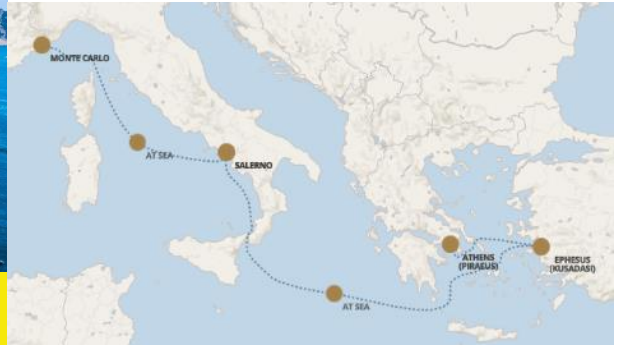 MONTE CARLO
AT SEA
SALERNO
ATHENS
(PIRAEUS)
EPHESUS
(KUSADASI)
AT SEA